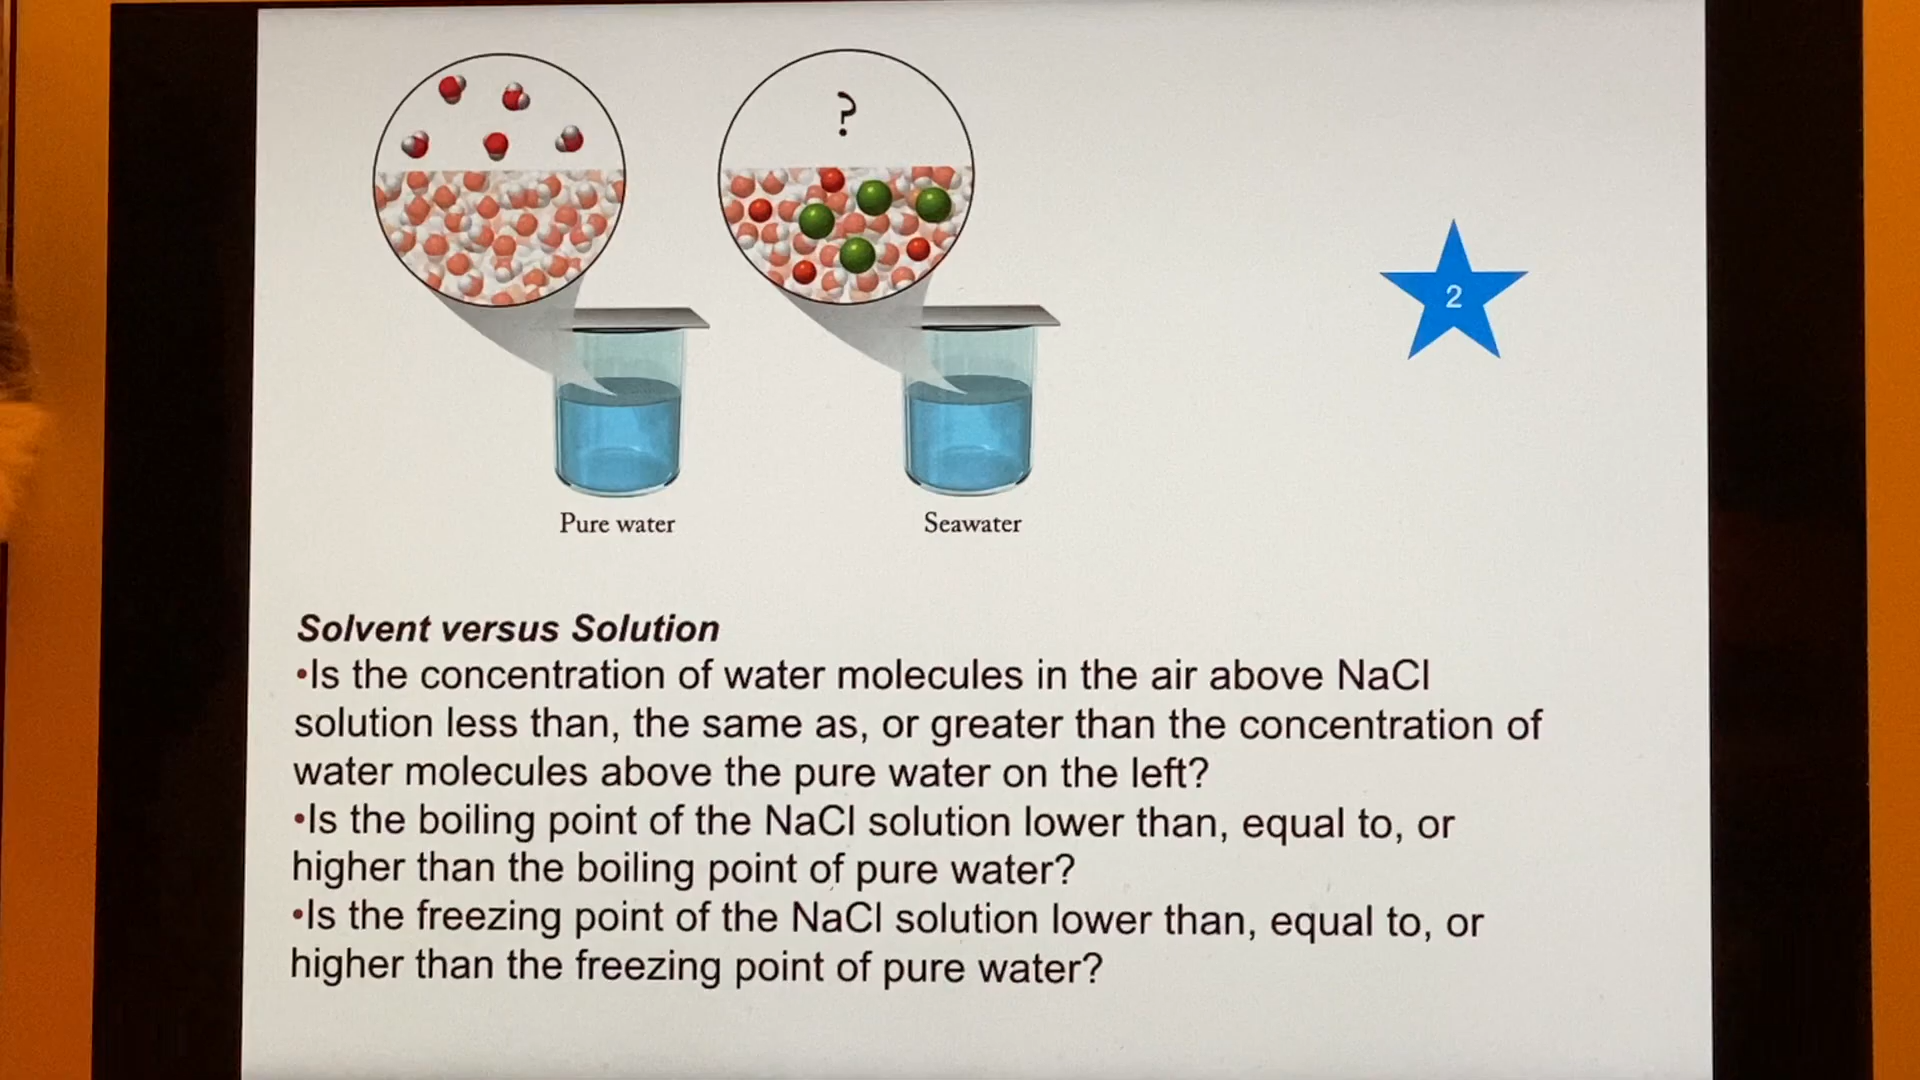 ?
2
Pure water
Seawater
Solvent versus Solution
•Is the concentration of water molecules in the air above NaCl
solution less than, the same as, or greater than the concentration of
water molecules above the pure water on the left?
•Is the boiling point of the NaCl solution lower than, equal to, or
higher than the boiling point of pure water?
•Is the freezing point of the NaCl solution lower than, equal to, or
higher than the freezing point of pure water?